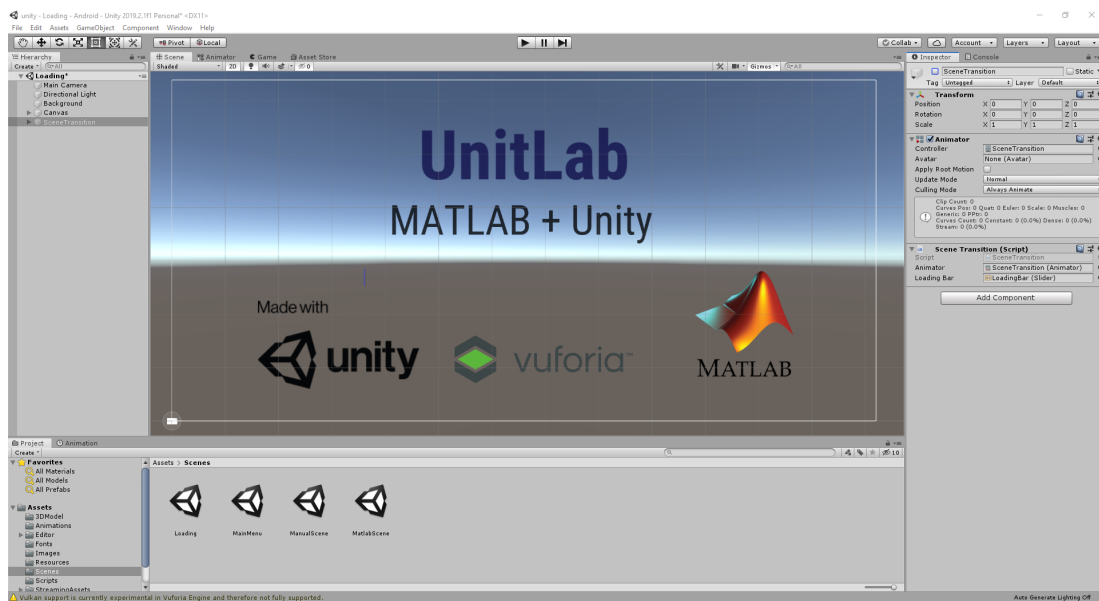 unity - Loading - Android - Unity 2019.2.1f1 Personal* <DX11>
File Edit Assets GameObject Component Window Help
Pivot Local Collab Account Layers Layout
Hierarchy
Create All
Loading*
Main Camera
Directional Light
Background
Canvas
SceneTransition
Scene Animator Game Asset Store
Shaded 2D 0 Gizmos All
UnitLab
MATLAB + Unity
Made with
unity
vuforia™
MATLAB
Inspector Console
SceneTransition Static
Tag Untagged Layer Default
Transform
Position X 0 Y 0 Z 0
Rotation X 0 Y 0 Z 0
Scale X 1 Y 1 Z 1
Animator
Controller SceneTransition
Avatar None (Avatar)
Apply Root Motion
Update Mode Normal
Culling Mode Always Animate
Clip Count: 0
Curves Pos: 0 Quat: 0 Euler: 0 Scale: 0 Muscles: 0
Generic: 0 PPtr: 0
Curves Count: 0 Constant: 0 (0.0%) Dense: 0 (0.0%)
Stream: 0 (0.0%)
Scene Transition (Script)
Script SceneTransition
Animator SceneTransition (Animator)
Loading Bar LoadingBar (Slider)
Add Component
Project Animation
Create 10
Favorites
All Materials
All Models
All Prefabs
Assets
3DModel
Animations
Editor
Fonts
Images
Resources
Scenes
Scripts
StreamingAssets
Assets > Scenes
Loading MainMenu ManualScene MatlabScene
Vulkan support is currently experimental in Vuforia Engine and therefore not fully supported.
Auto Generate Lighting Off